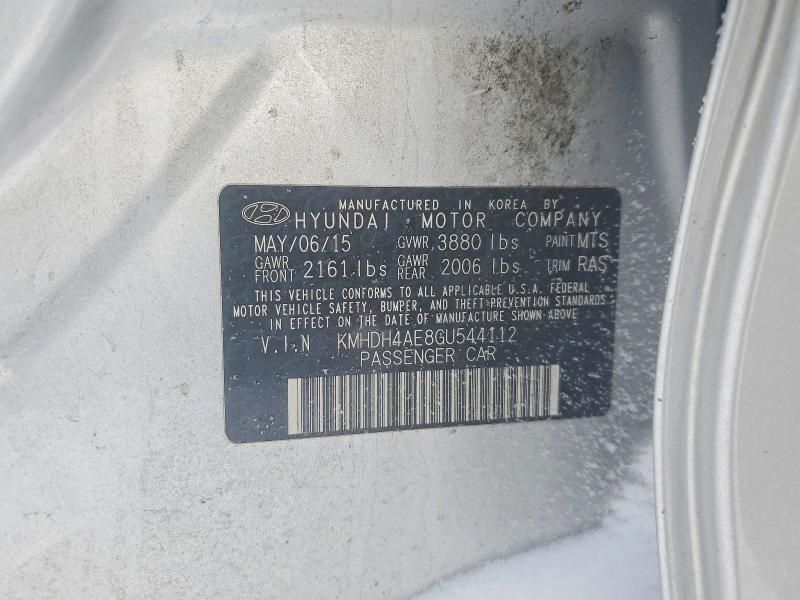 MANUFACTURED IN KOREA BY
HYUNDAI MOTOR COMPANY
MAY/06/15 GVWR 3880 lbs PAINT MTS
GAWR FRONT 2161 lbs GAWR REAR 2006 lbs TRIM RAS
THIS VEHICLE CONFORMS TO ALL APPLICABLE U.S.A. FEDERAL
MOTOR VEHICLE SAFETY, BUMPER, AND THEFT PREVENTION STANDARDS
IN EFFECT ON THE DATE OF MANUFACTURE SHOWN ABOVE
V.I.N KMHDH4AE8GU544112
PASSENGER CAR